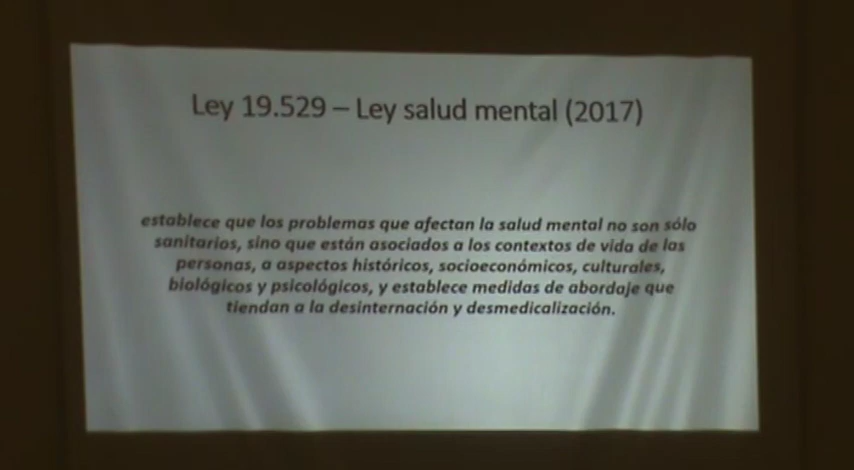 Ley 19.529 – Ley salud mental (2017)
establece que los problemas que afectan la salud mental no son sólo
sanitarios, sino que están asociados a los contextos de vida de las
personas, a aspectos históricos, socioeconómicos, culturales,
biológicos y psicológicos, y establece medidas de abordaje que
tiendan a la desinternación y desmedicalización.